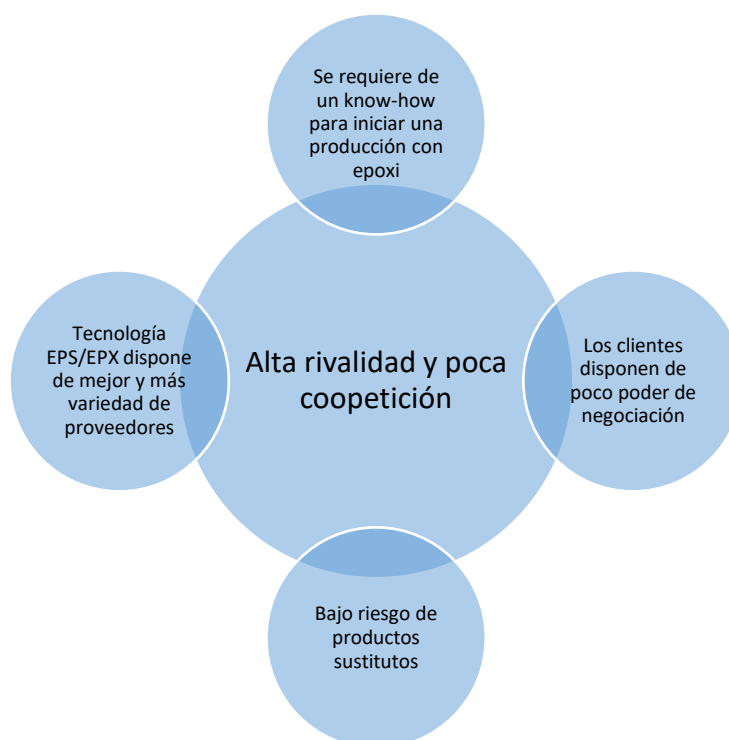 Se requiere de
un know-how
para iniciar una
producción con
epoxi
Tecnología
EPS/EPX dispone
de mejor y más
variedad de
proveedores
Alta rivalidad y poca
coopetición
Los clientes
disponen de
poco poder de
negociación
Bajo riesgo de
productos
sustitutos